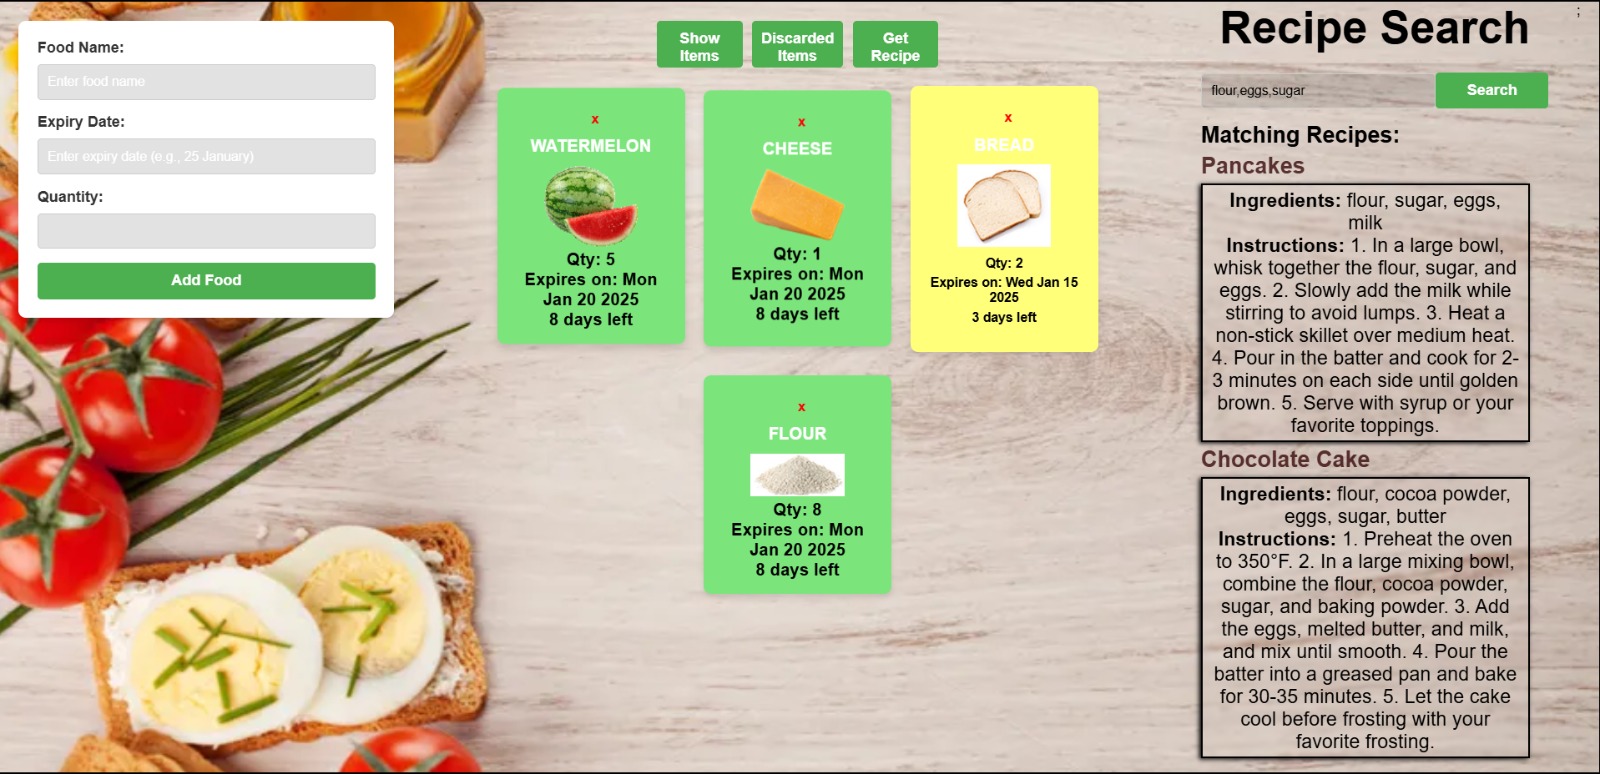 Food Name:
Enter food name
Expiry Date:
Enter expiry date (e.g., 25 January)
Quantity:
Add Food
Show
Items
Discarded
Items
Get
Recipe
x
WATERMELON
Qty: 5
Expires on: Mon
Jan 20 2025
8 days left
x
CHEESE
Qty: 1
Expires on: Mon
Jan 20 2025
8 days left
x
BREAD
Qty: 2
Expires on: Wed Jan 15
2025
3 days left
x
FLOUR
Qty: 8
Expires on: Mon
Jan 20 2025
8 days left
;
Recipe Search
flour,eggs,sugar
Search
Matching Recipes:
Pancakes
Ingredients: flour, sugar, eggs,
milk
Instructions: 1. In a large bowl,
whisk together the flour, sugar, and
eggs. 2. Slowly add the milk while
stirring to avoid lumps. 3. Heat a
non-stick skillet over medium heat.
4. Pour in the batter and cook for 2-
3 minutes on each side until golden
brown. 5. Serve with syrup or your
favorite toppings.
Chocolate Cake
Ingredients: flour, cocoa powder,
eggs, sugar, butter
Instructions: 1. Preheat the oven
to 350°F. 2. In a large mixing bowl,
combine the flour, cocoa powder,
sugar, and baking powder. 3. Add
the eggs, melted butter, and milk,
and mix until smooth. 4. Pour the
batter into a greased pan and bake
for 30-35 minutes. 5. Let the cake
cool before frosting with your
favorite frosting.